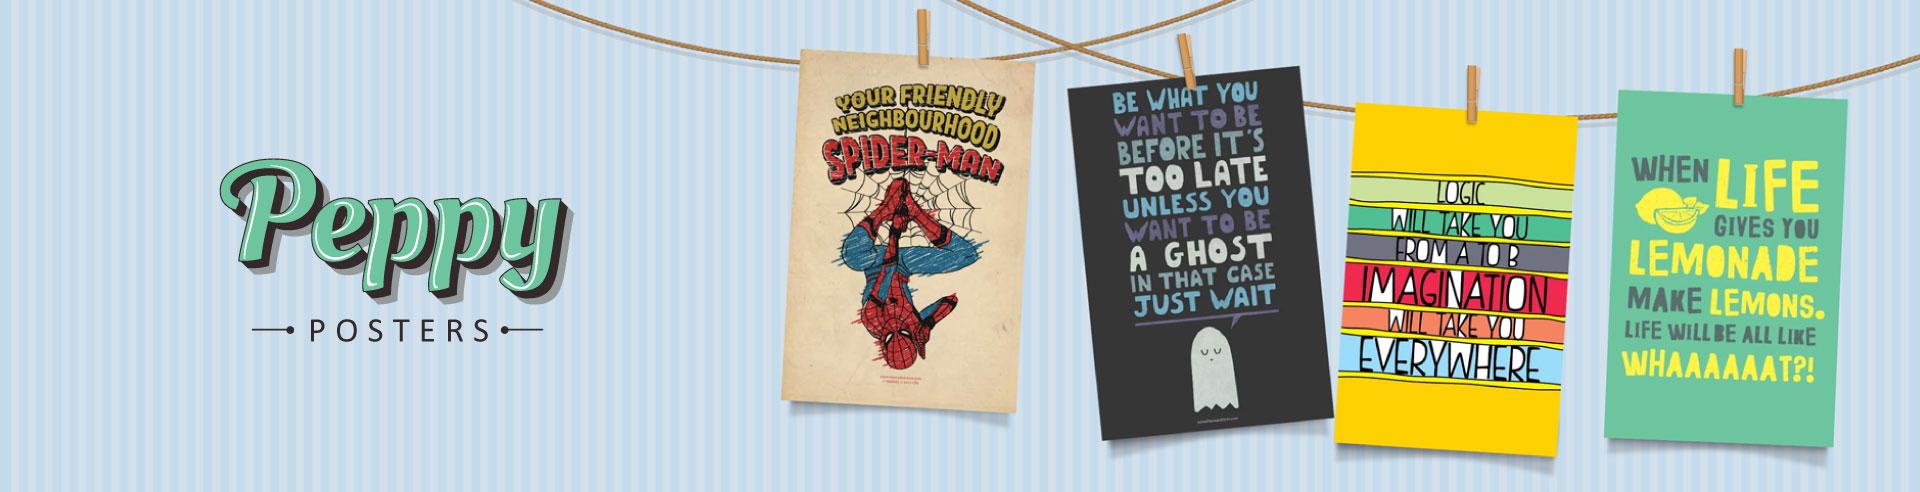 Peppy
POSTERS
YOUR FRIENDLY
NEIGHBOURHOOD
SPIDER-MAN
BE WHAT YOU
WANT TO BE
BEFORE IT'S
TOO LATE
UNLESS YOU
WANT TO BE
A GHOST
IN THAT CASE
JUST WAIT
LOGIC
WILL TAKE YOU
FROM A TO B
IMAGINATION
WILL TAKE YOU
EVERYWHERE
WHEN LIFE
GIVES YOU
LEMONADE
MAKE LEMONS.
LIFE WILL BE ALL LIKE
WHAAAAAAT?!